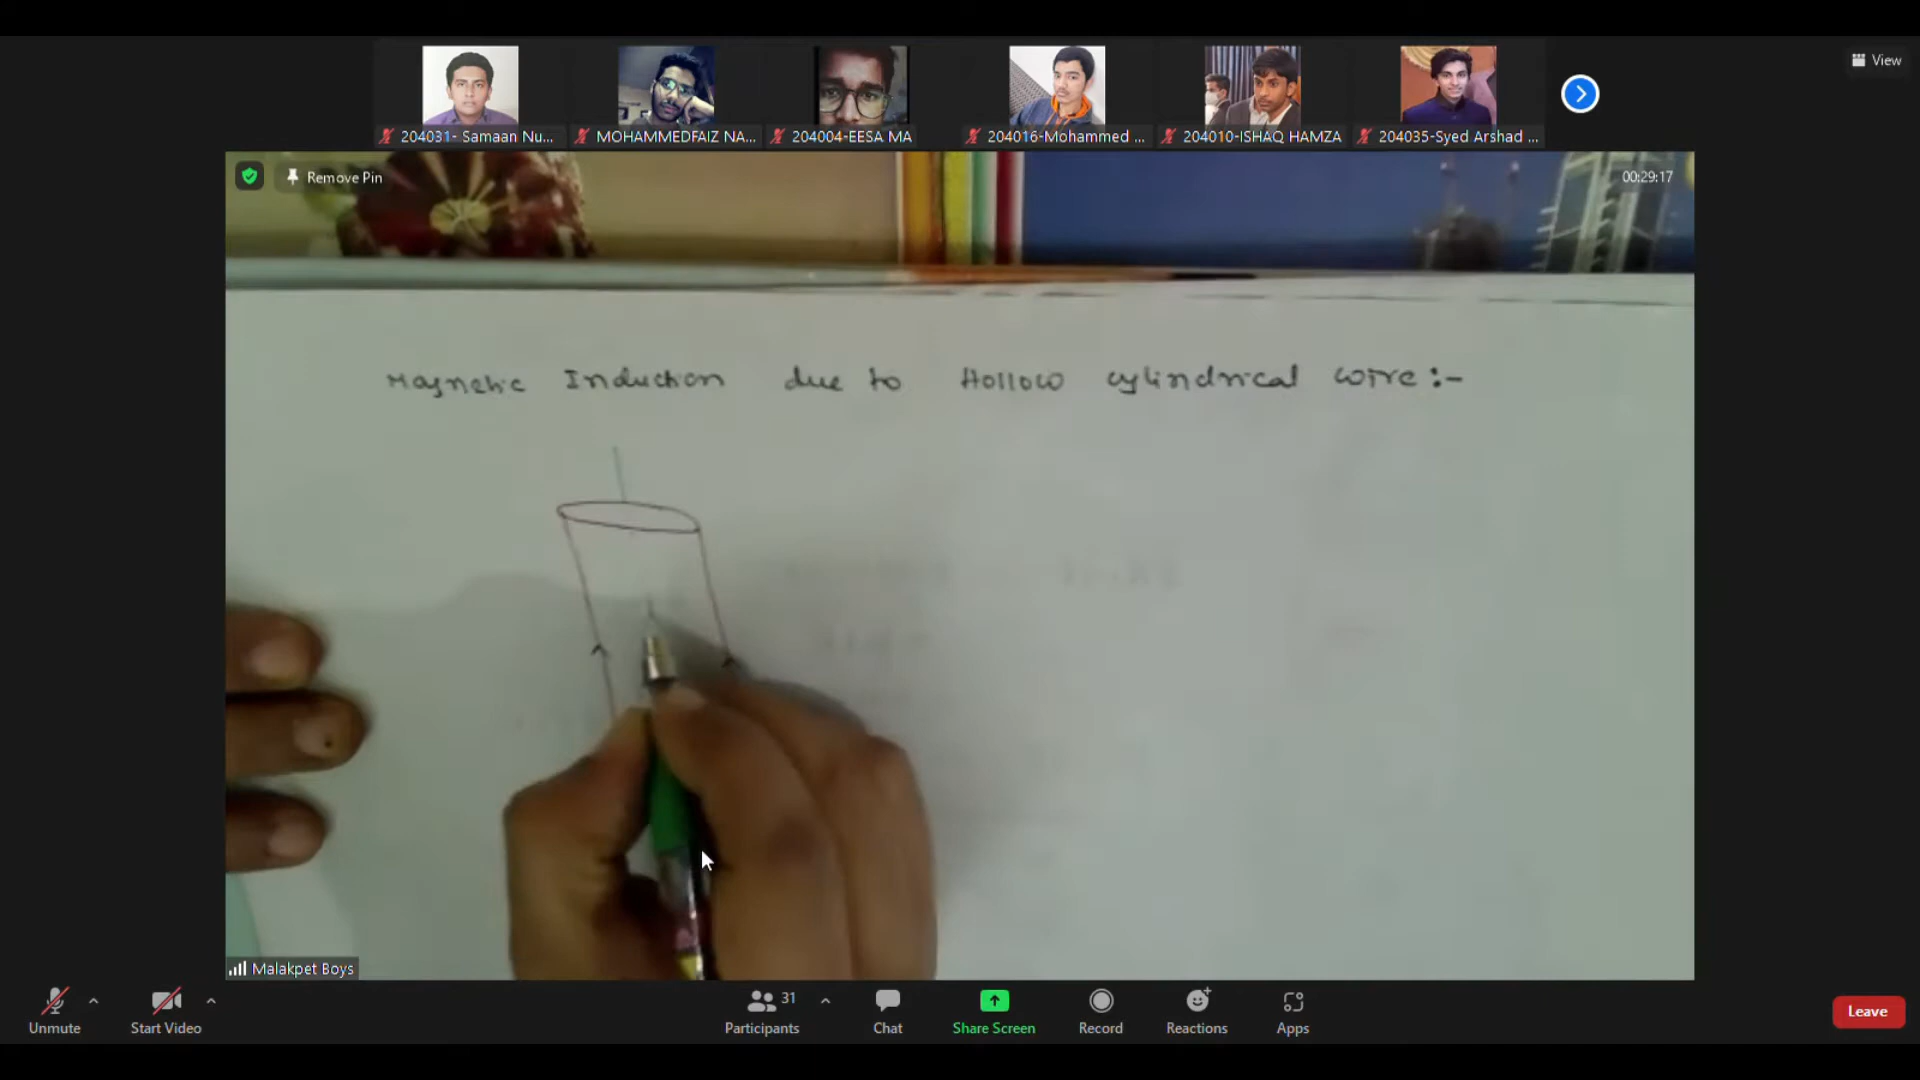 204031- Samaan Nu...
MOHAMMEDFAIZ NA...
204004-EESA MA
204016-Mohammed ...
204010-ISHAQ HAMZA
204035-Syed Arshad ...
View
Remove Pin
00:29:17
Magnetic Induction due to Hollow cylindrical wire:-
Malakpet Boys
Unmute
Start Video
31
Participants
Chat
Share Screen
Record
Reactions
Apps
Leave